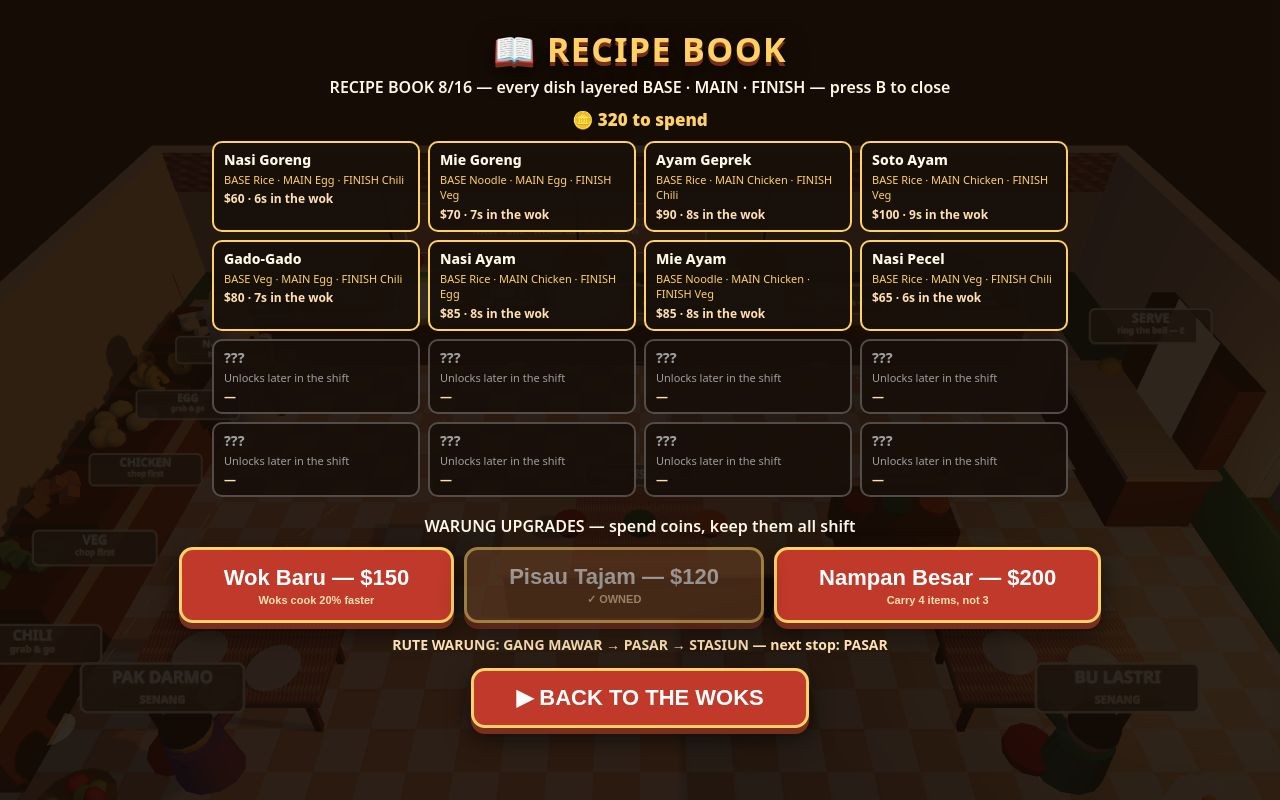 📖 RECIPE BOOK
RECIPE BOOK 8/16 — every dish layered BASE · MAIN · FINISH — press B to close
🪙 320 to spend
Nasi Goreng
BASE Rice · MAIN Egg · FINISH Chili
$60 · 6s in the wok
Mie Goreng
BASE Noodle · MAIN Egg · FINISH
Veg
$70 · 7s in the wok
Ayam Geprek
BASE Rice · MAIN Chicken · FINISH
Chili
$90 · 8s in the wok
Soto Ayam
BASE Rice · MAIN Chicken · FINISH
Veg
$100 · 9s in the wok
Gado-Gado
BASE Veg · MAIN Egg · FINISH Chili
$80 · 7s in the wok
Nasi Ayam
BASE Rice · MAIN Chicken · FINISH
Egg
$85 · 8s in the wok
Mie Ayam
BASE Noodle · MAIN Chicken ·
FINISH Veg
$85 · 8s in the wok
Nasi Pecel
BASE Rice · MAIN Veg · FINISH Chili
$65 · 6s in the wok
SERVE
ring the bell — E
???
Unlocks later in the shift
—
???
Unlocks later in the shift
—
???
Unlocks later in the shift
—
???
Unlocks later in the shift
—
EGG
grab & go
???
Unlocks later in the shift
—
???
Unlocks later in the shift
—
???
Unlocks later in the shift
—
???
Unlocks later in the shift
—
CHICKEN
chop first
VEG
chop first
WARUNG UPGRADES — spend coins, keep them all shift
Wok Baru — $150
Woks cook 20% faster
Pisau Tajam — $120
✓ OWNED
Nampan Besar — $200
Carry 4 items, not 3
CHILI
grab & go
RUTE WARUNG: GANG MAWAR → PASAR → STASIUN — next stop: PASAR
PAK DARMO
SENANG
▶ BACK TO THE WOKS
BU LASTRI
SENANG